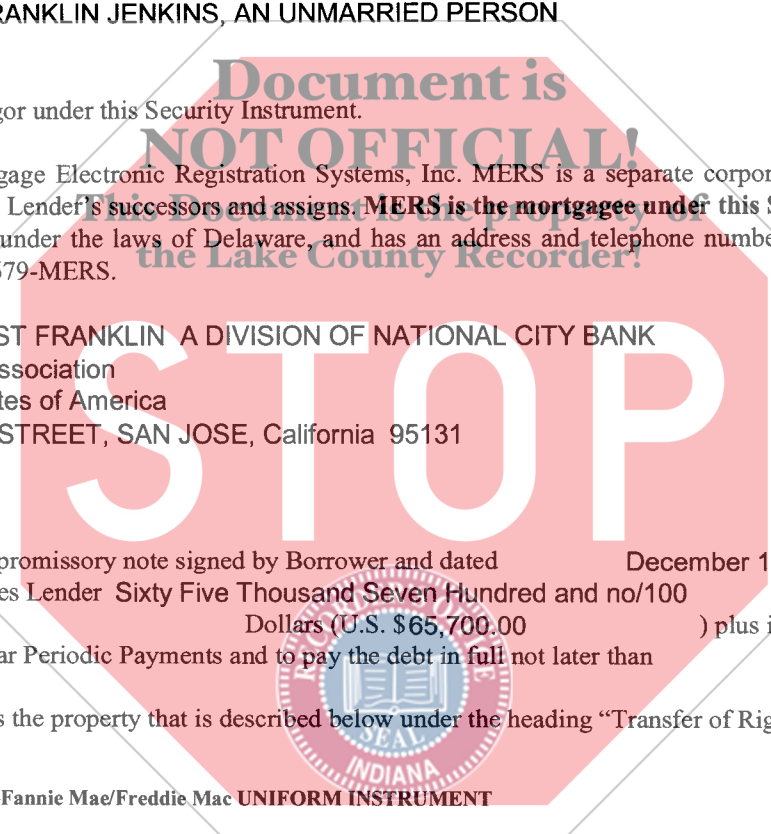 RANKLIN JENKINS, AN UNMARRIED PERSON
Document is
gor under this Security Instrument.
NOT OFFICIAL!
gage Electronic Registration Systems, Inc. MERS is a separate corpor
This Document is the property of
Lender's successors and assigns. MERS is the mortgagee under this S
under the laws of Delaware, and has an address and telephone numbe
the Lake County Recorder!
579-MERS.
ST FRANKLIN A DIVISION OF NATIONAL CITY BANK
ssociation
tes of America
STREET, SAN JOSE, California 95131
STOP
promissory note signed by Borrower and dated December 1
es Lender Sixty Five Thousand Seven Hundred and no/100
Dollars (U.S. $65,700.00 ) plus i
ar Periodic Payments and to pay the debt in full not later than
s the property that is described below under the heading “Transfer of Rig
SEAL
INDIANA
-Fannie Mae/Freddie Mac UNIFORM INSTRUMENT